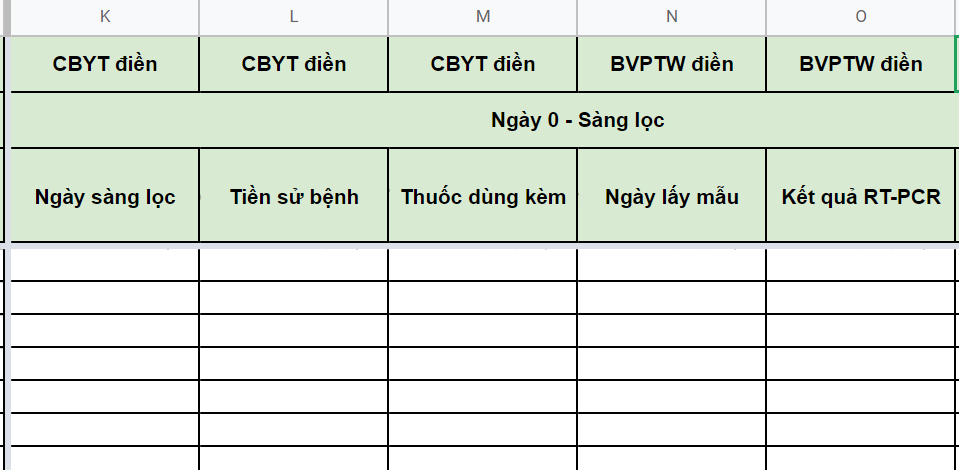 K L M N O
CBYT điền CBYT điền CBYT điền BVPTW điền BVPTW điền
Ngày 0 - Sàng lọc
Ngày sàng lọc Tiền sử bệnh Thuốc dùng kèm Ngày lấy mẫu Kết quả RT-PCR